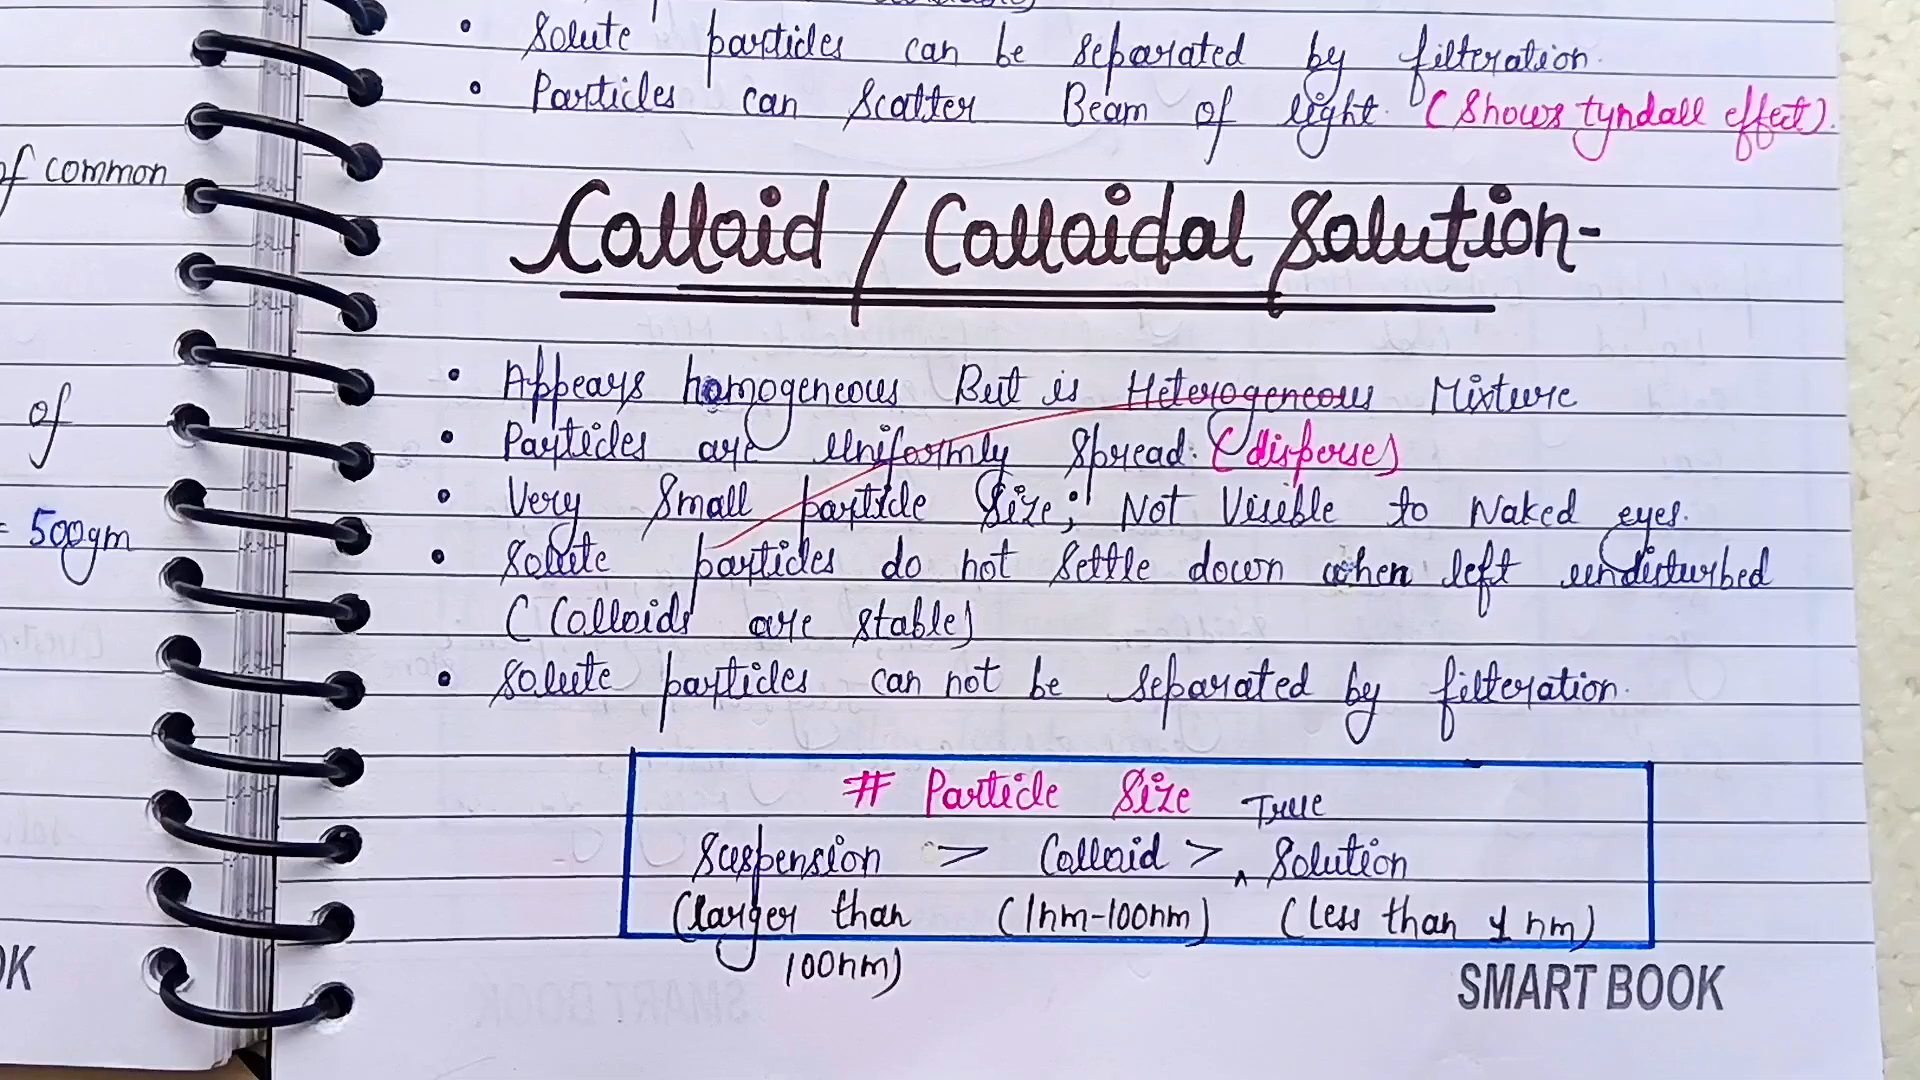 • Solute particles can be separated by filteration.
• Particles can Scatter Beam of light. (Shows tyndall effect).
of common
Colloid / Colloidal Solution-
• Appears homogeneous But is Heterogeneous Mixture
of
• Particles are uniformly Spread. (disperse)
• Very Small particle Size; Not Visible to Naked eyes.
= 500gm
• Solute particles do not Settle down when left undisturbed
(Colloids are stable)
• Solute particles can not be separated by filteration.
# Particle Size
True
Suspension > Colloid > ^ Solution
(larger than (1nm-100nm) (less than 1 nm)
100nm)
OK
SMART BOOK